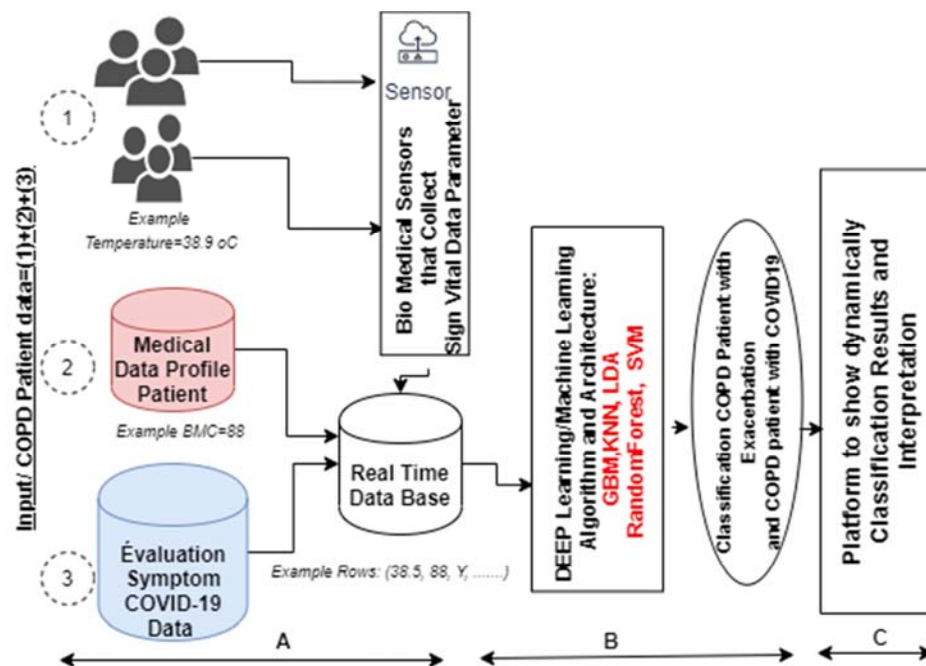 Input/ COPD Patient data=(1)+(2)+(3)
1
Example
Temperature=38.9 oC
2
Medical
Data Profile
Patient
Example BMC=88
3
Évaluation
Symptom
COVID-19
Data
Sensor
Bio Medical Sensors
that Collect
Sign Vital Data Parameter
Real Time
Data Base
Example Rows: (38.5, 88, Y, .......)
DEEP Learning/Machine Learning
Algorithm and Architecture:
GBM,KNN, LDA
RandomForest, SVM
Classification COPD Patient with
Exacerbation
and COPD patient with COVID19
Platform to show dynamically
Classification Results and
Interpretation
A
B
C